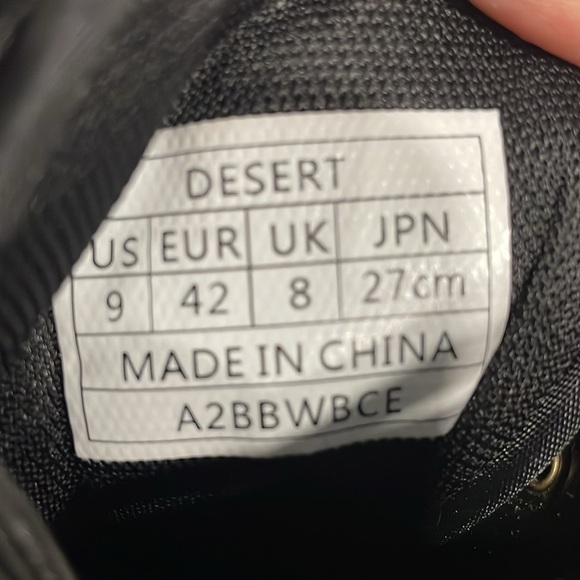 DESERT
US EUR UK JPN
9 42 8 27cm
MADE IN CHINA
A2BBWBCE